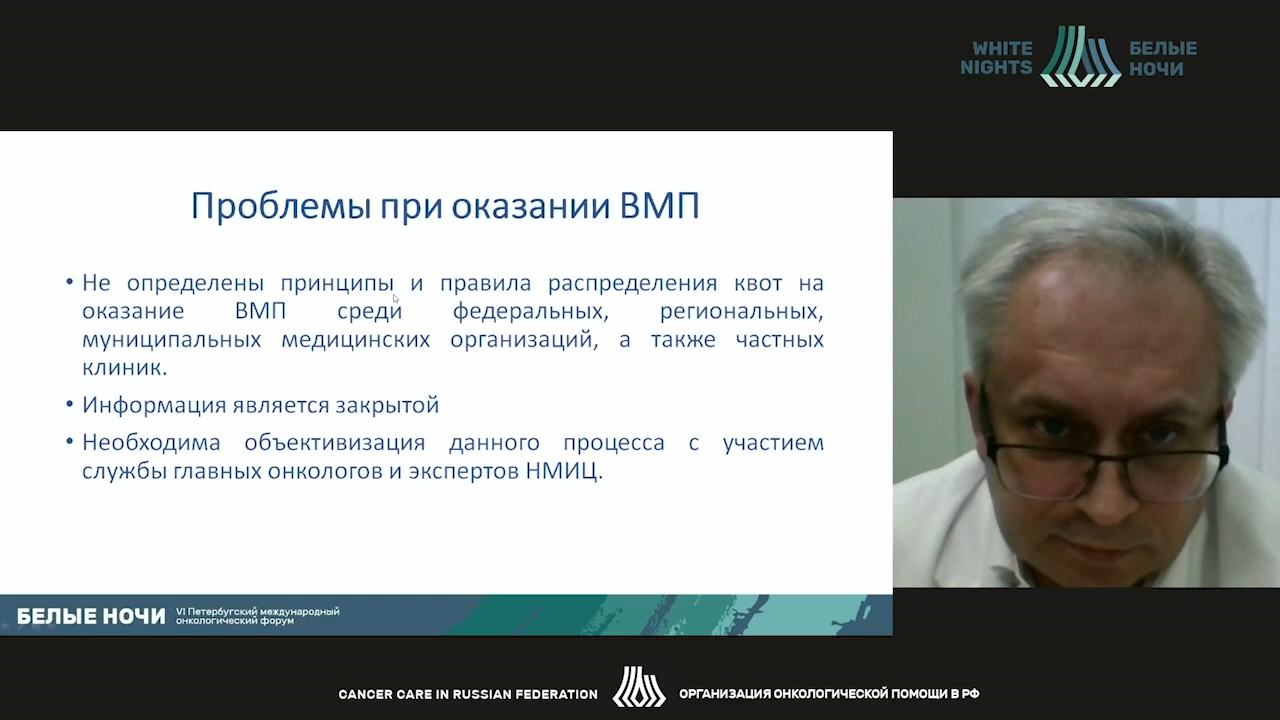 WHITE
NIGHTS
БЕЛЫЕ
НОЧИ
Проблемы при оказании ВМП
• Не определены принципы и правила распределения квот на
оказание ВМП среди федеральных, региональных,
муниципальных медицинских организаций, а также частных
клиник.
• Информация является закрытой
• Необходима объективизация данного процесса с участием
службы главных онкологов и экспертов НМИЦ.
БЕЛЫЕ НОЧИ
VI Петербургский международный
онкологический форум
CANCER CARE IN RUSSIAN FEDERATION
ОРГАНИЗАЦИЯ ОНКОЛОГИЧЕСКОЙ ПОМОЩИ В РФ